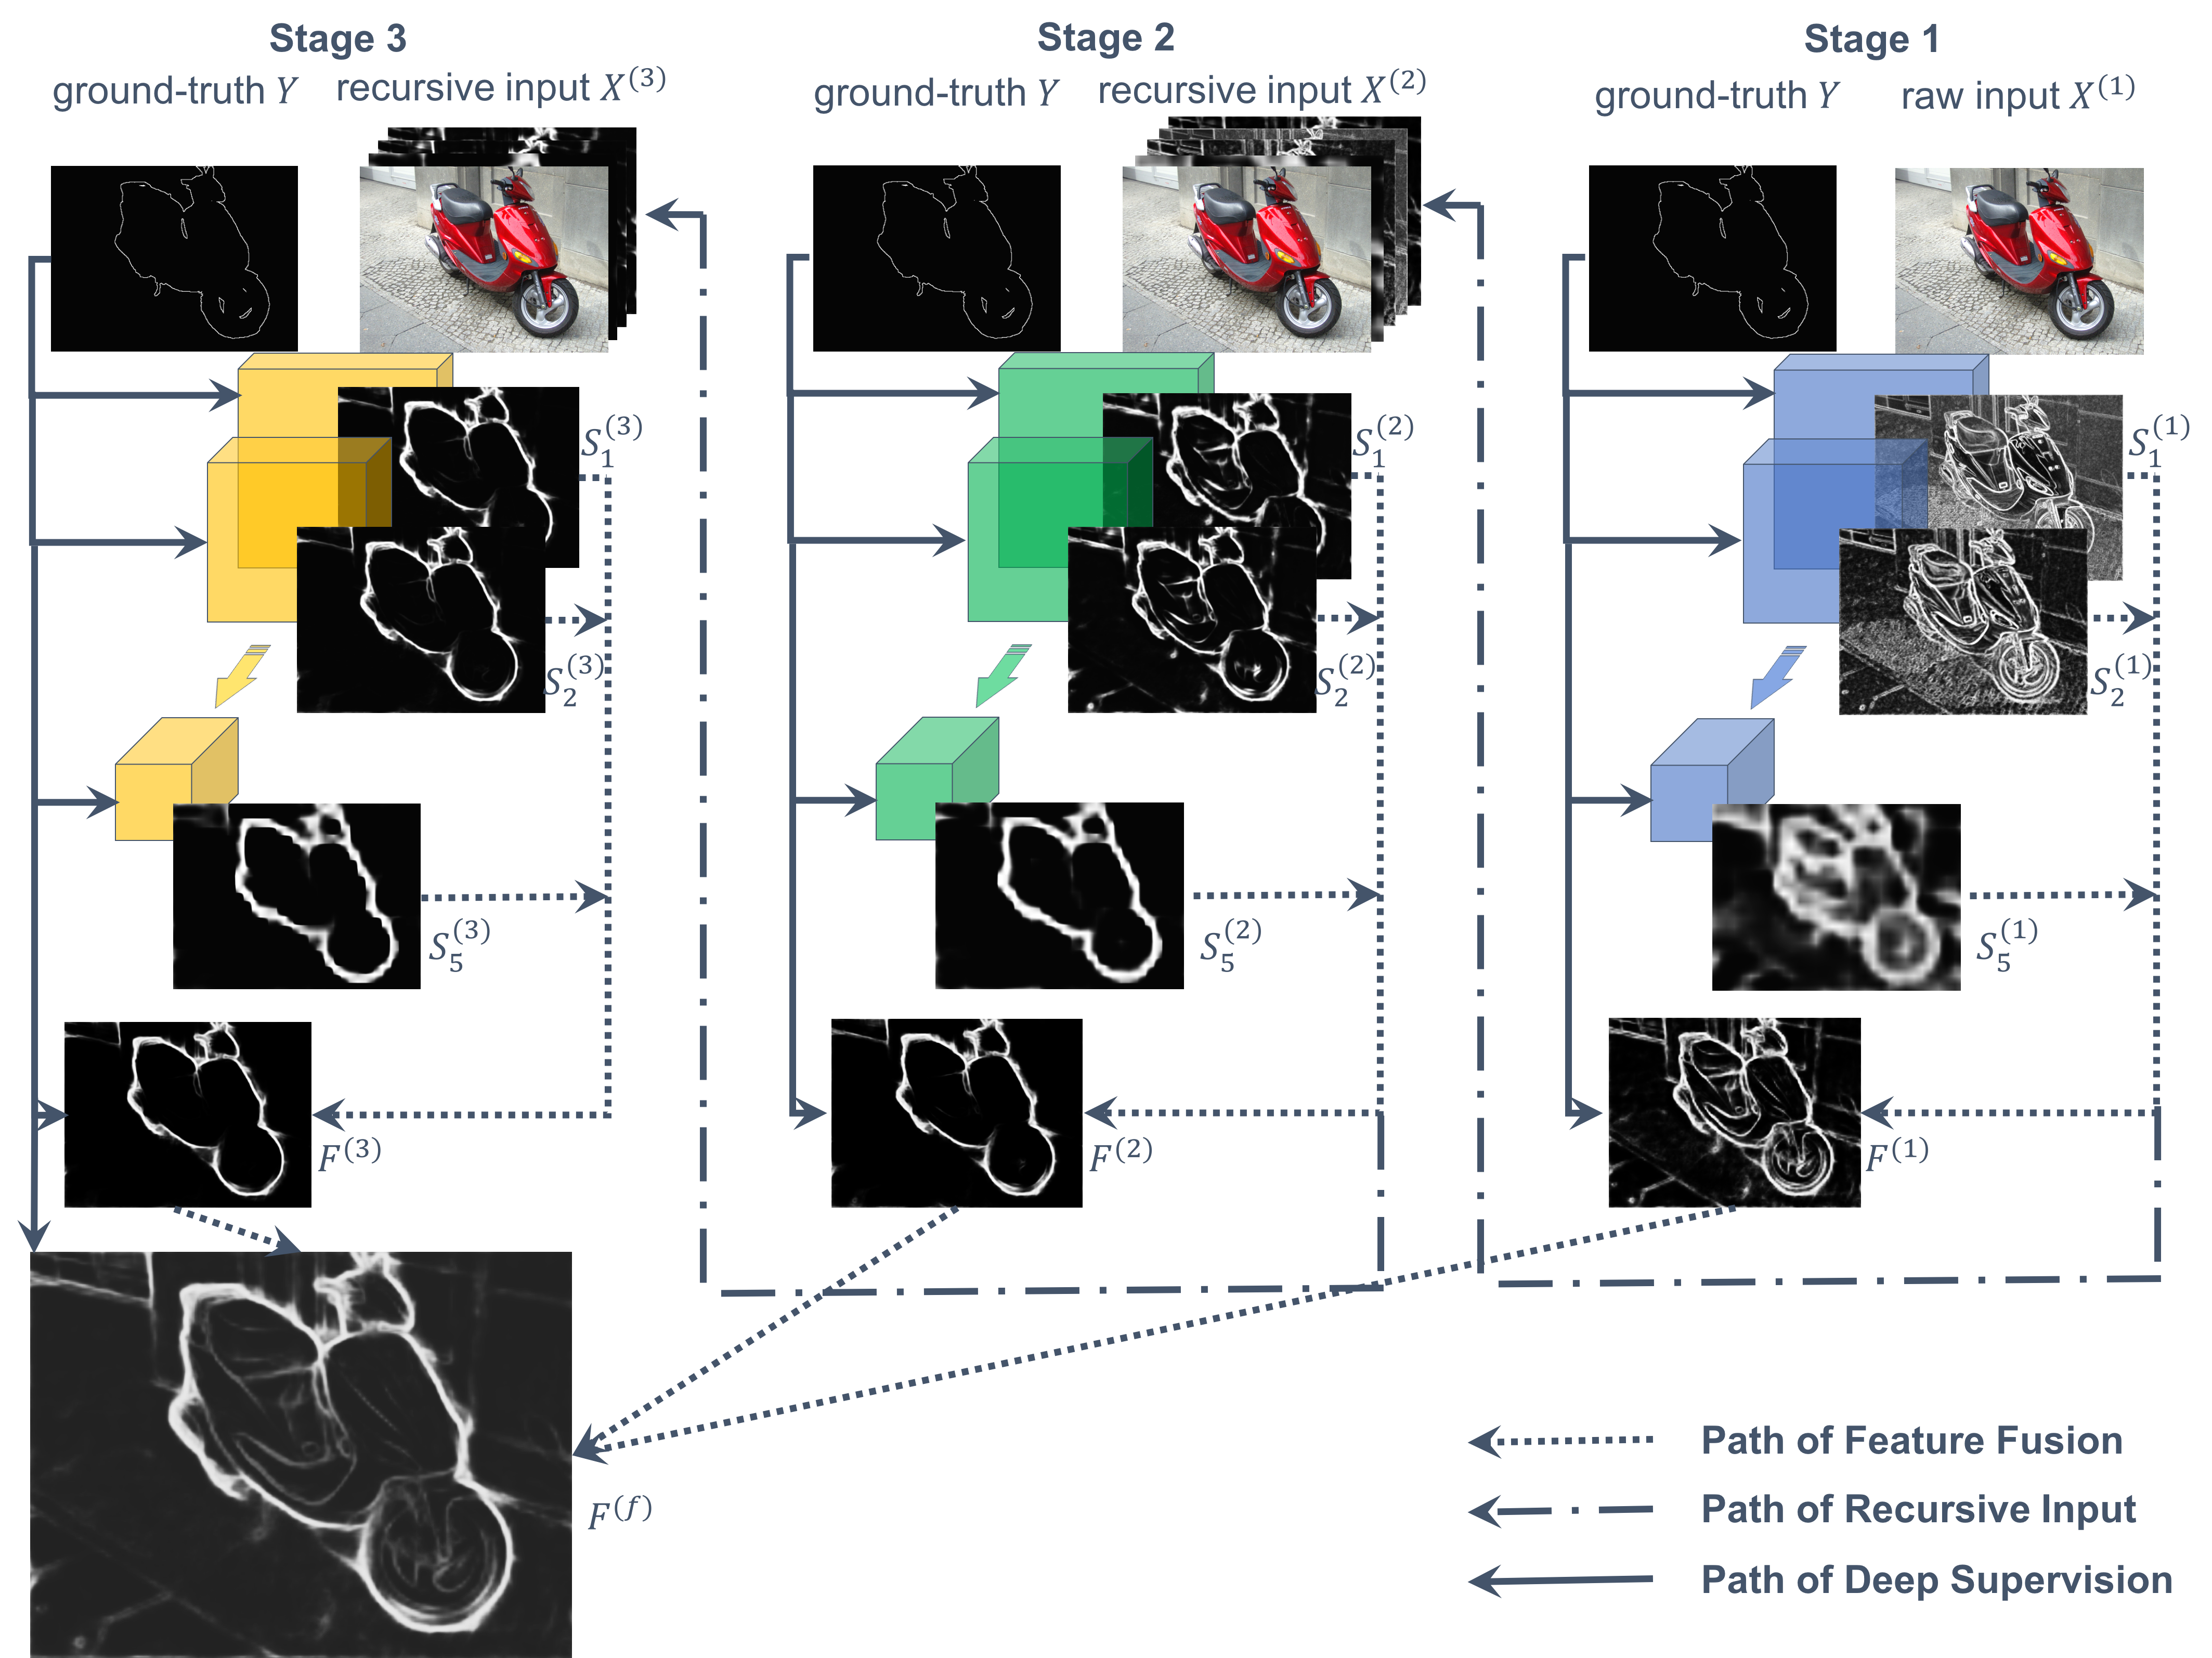 Stage 3
ground-truth Y
recursive input X^(3)
S_1^(3)
S_2^(3)
S_5^(3)
F^(3)
F^(f)
Stage 2
ground-truth Y
recursive input X^(2)
S_1^(2)
S_2^(2)
S_5^(2)
F^(2)
Stage 1
ground-truth Y
raw input X^(1)
S_1^(1)
S_2^(1)
S_5^(1)
F^(1)
Path of Feature Fusion
Path of Recursive Input
Path of Deep Supervision